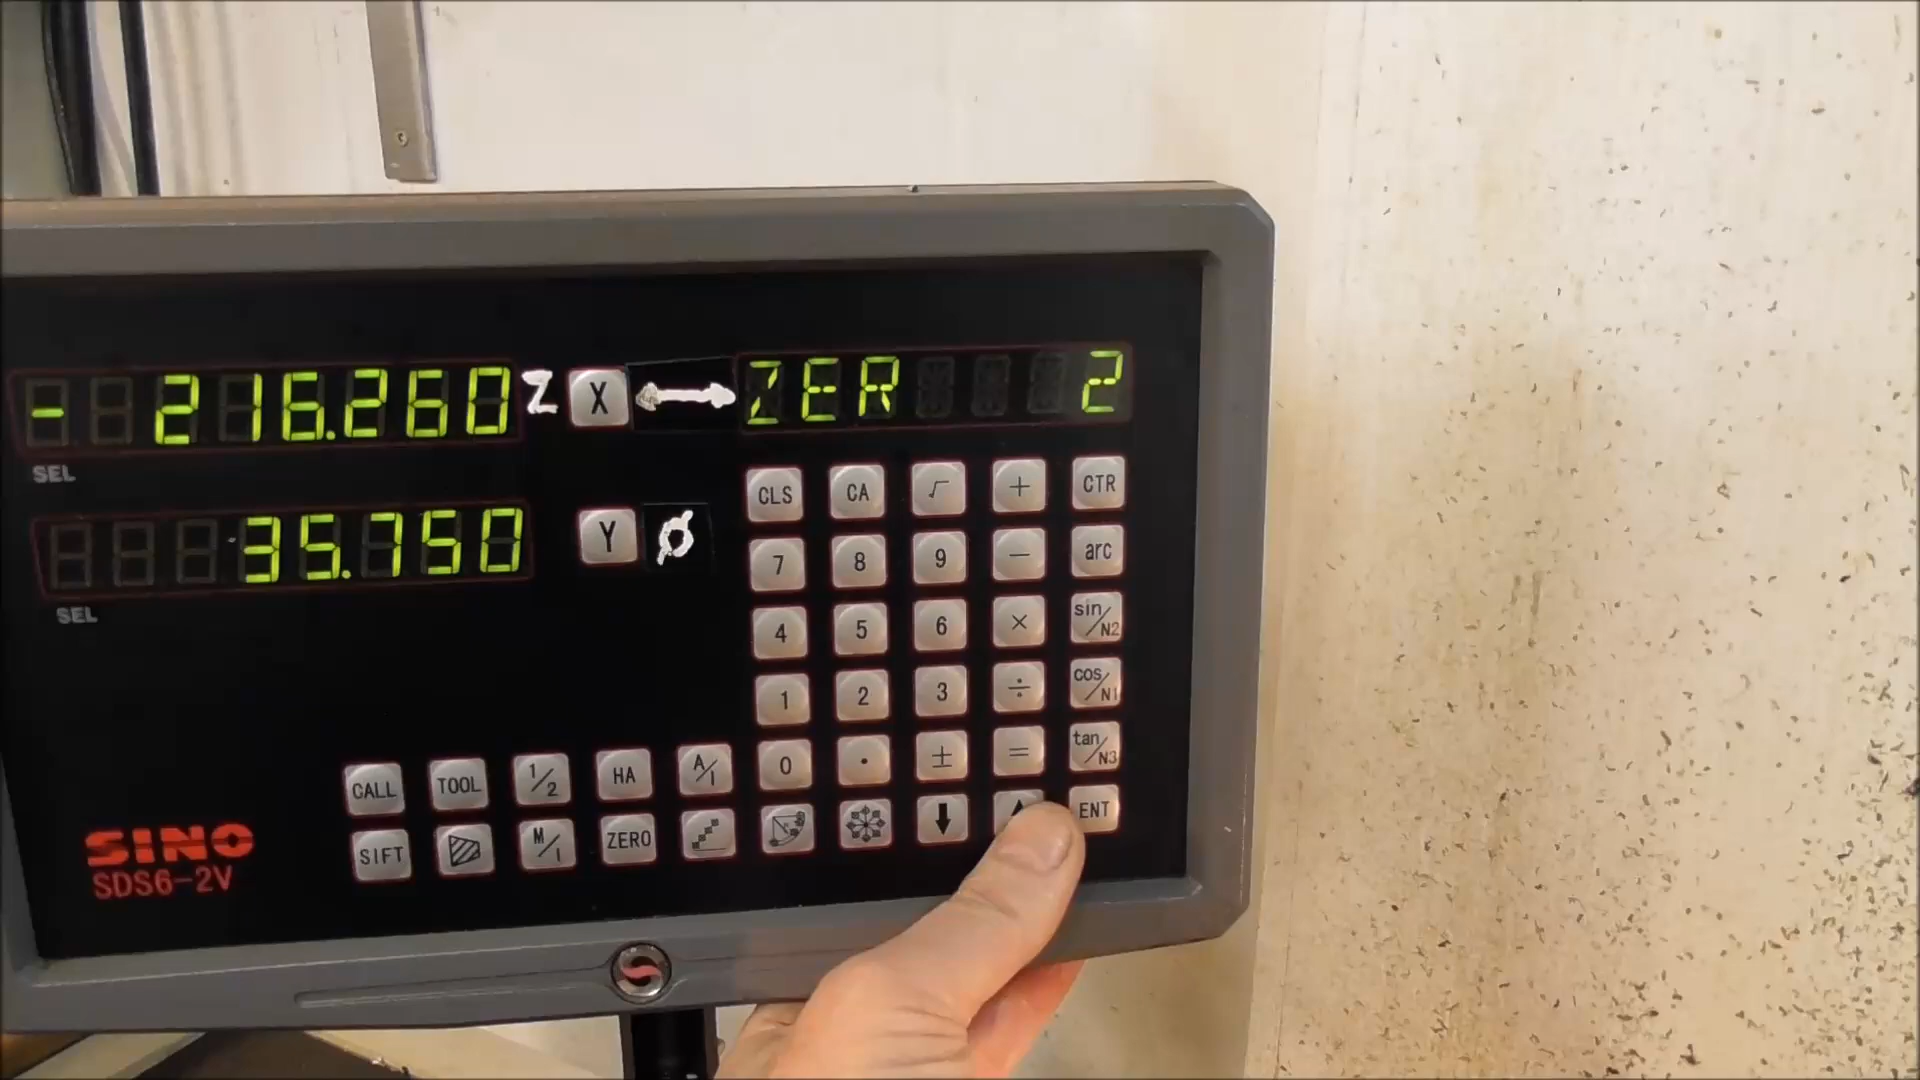 - 216.260 Z X ZER 2
SEL
35.750 Y Ø
SEL
CLS CA √ + CTR
7 8 9 - arc
4 5 6 × sin/N2
1 2 3 ÷ cos/N1
0 . ± = tan/N3
CALL TOOL 1/2 HA A/I
SIFT M/I ZERO ENT
SINO
SDS6-2V